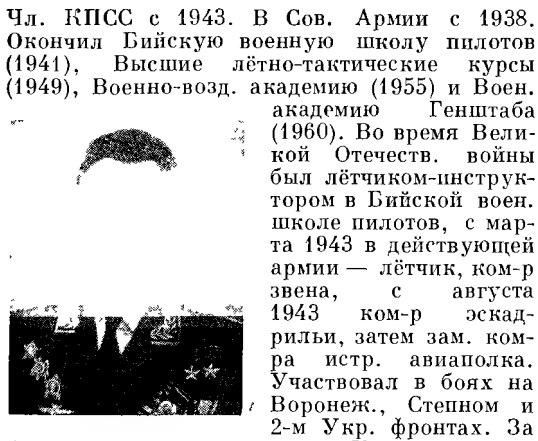 Чл. КПСС с 1943. В Сов. Армии с 1938.
Окончил Бийскую военную школу пилотов
(1941), Высшие лётно-тактические курсы
(1949), Военно-возд. академию (1955) и Воен.
академию Генштаба
(1960). Во время Вели-
кой Отечеств. войны
был лётчиком-инструк-
тором в Бийской воен.
школе пилотов, с мар-
та 1943 в действующей
армии — лётчик, ком-р
звена, с августа
1943 ком-р эскад-
рильи, затем зам. ком-
ра истр. авиаполка.
Участвовал в боях на
Воронеж., Степном и
2-м Укр. фронтах. За